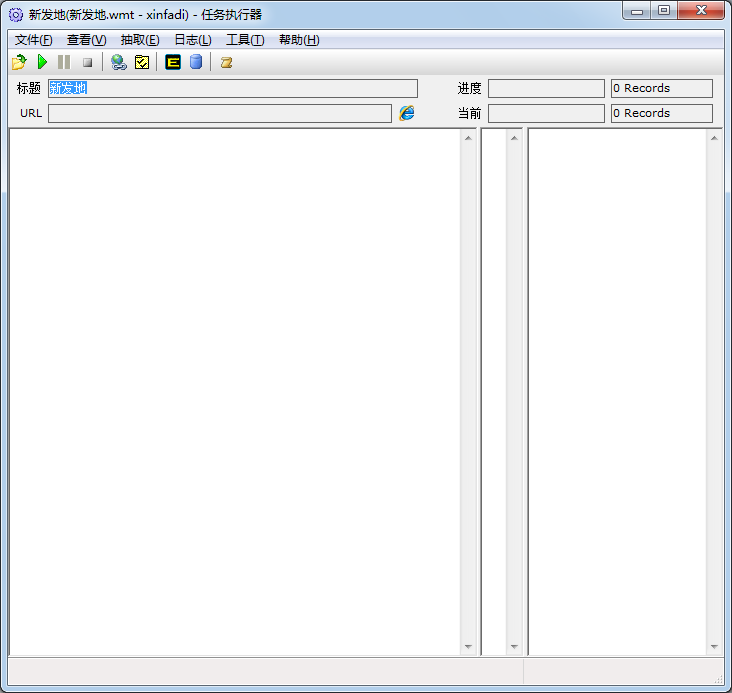 新发地(新发地.wmt - xinfadi) - 任务执行器
文件(F) 查看(V) 抽取(E) 日志(L) 工具(T) 帮助(H)
E
标题 新发地 进度 0 Records
URL 当前 0 Records